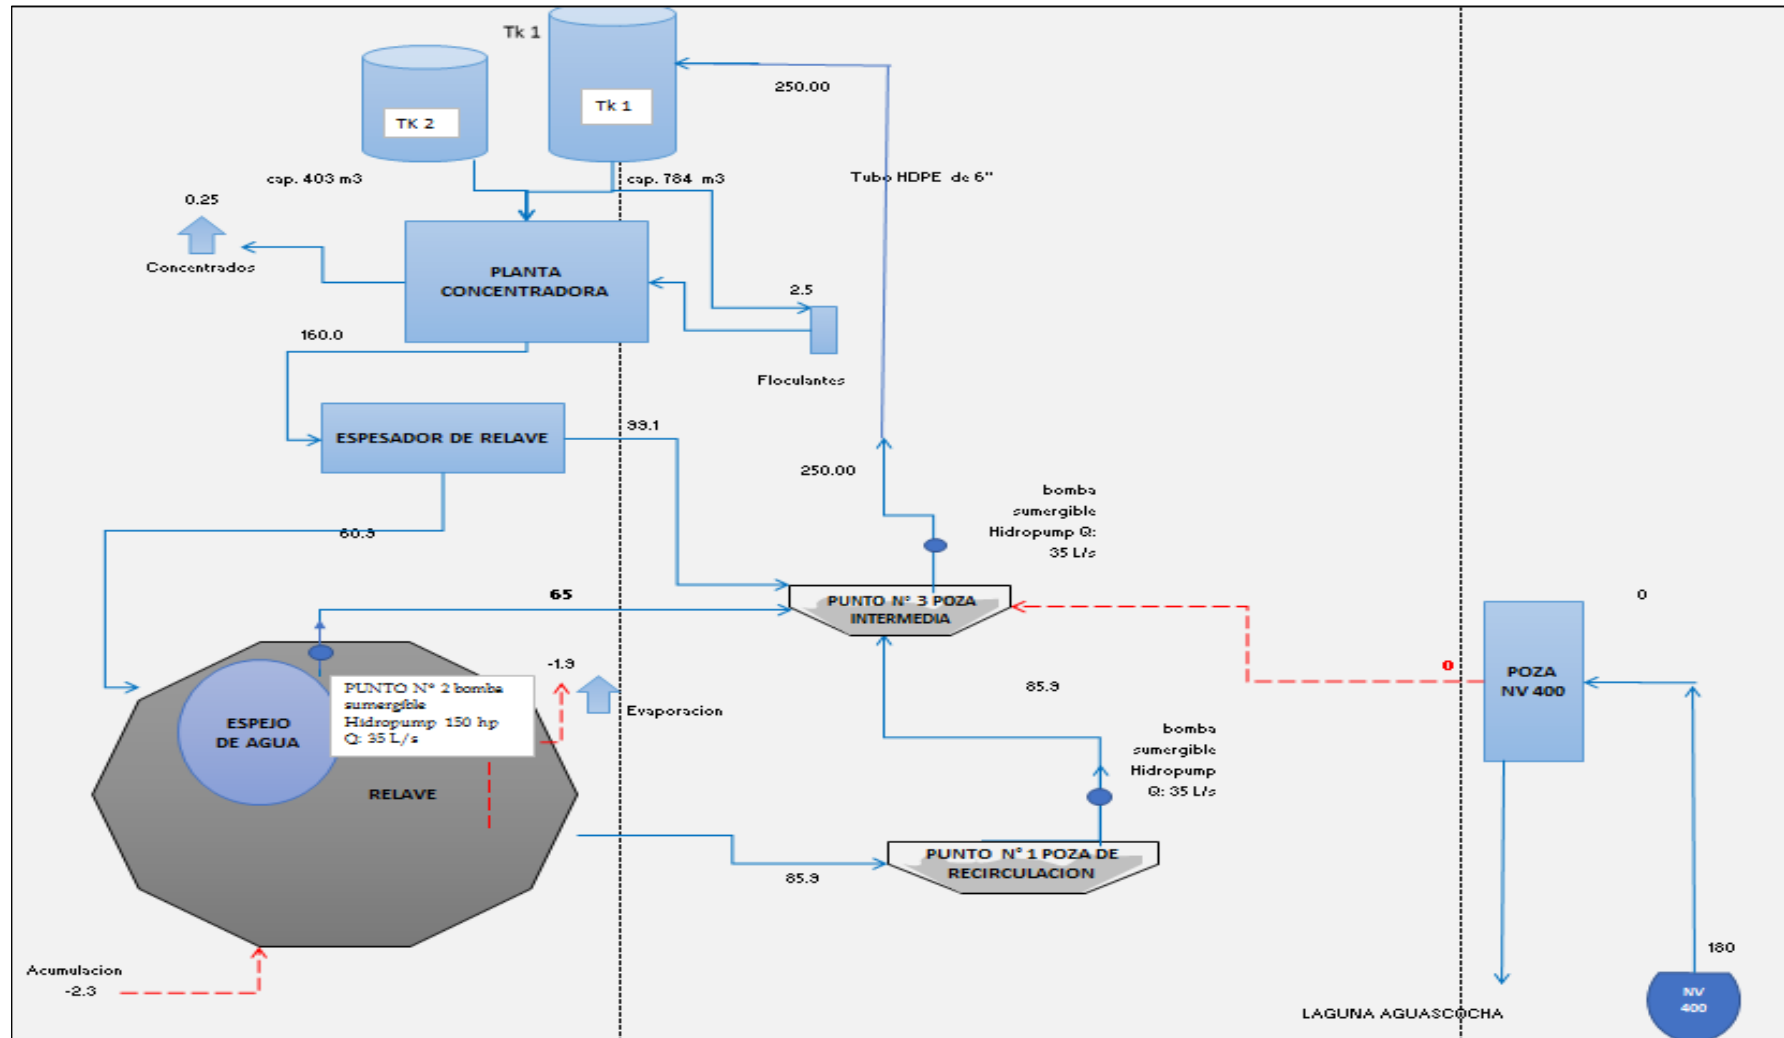 Tk 1
Tk 1
TK 2
250.00
cap. 403 m3
cap. 784 m3
Tubo HDPE de 6"
0.25
Concentrados
PLANTA
CONCENTRADORA
2.5
Floculantes
160.0
ESPESADOR DE RELAVE
99.1
250.00
60.9
bomba
sumergible
Hidropump Q:
35 L/s
65
PUNTO N° 3 POZA
INTERMEDIA
0
-1.9
Evaporacion
PUNTO N° 2 bomba
sumergible
Hidropump 150 hp
Q: 35 L/s
ESPEJO
DE AGUA
RELAVE
85.9
0
POZA
NV 400
bomba
sumergible
Hidropump
Q: 35 L/s
PUNTO N° 1 POZA DE
RECIRCULACION
85.9
Acumulacion
-2.3
180
NV
400
LAGUNA AGUASCOCHA